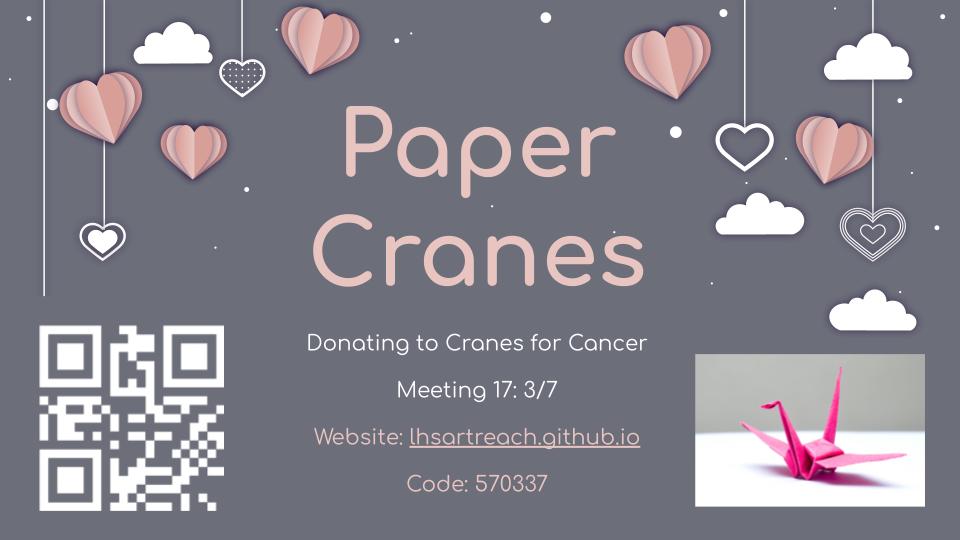 Paper
Cranes
Donating to Cranes for Cancer
Meeting 17: 3/7
Website: lhsartreach.github.io
Code: 570337